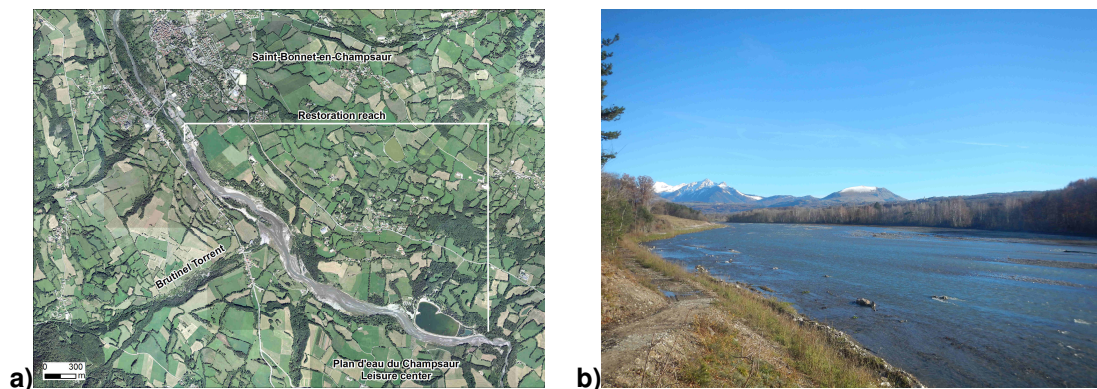 Saint-Bonnet-en-Champsaur
Restoration reach
Brutinel Torrent
Plan d'eau du Champsaur
Leisure center
0 300
m
a)
b)